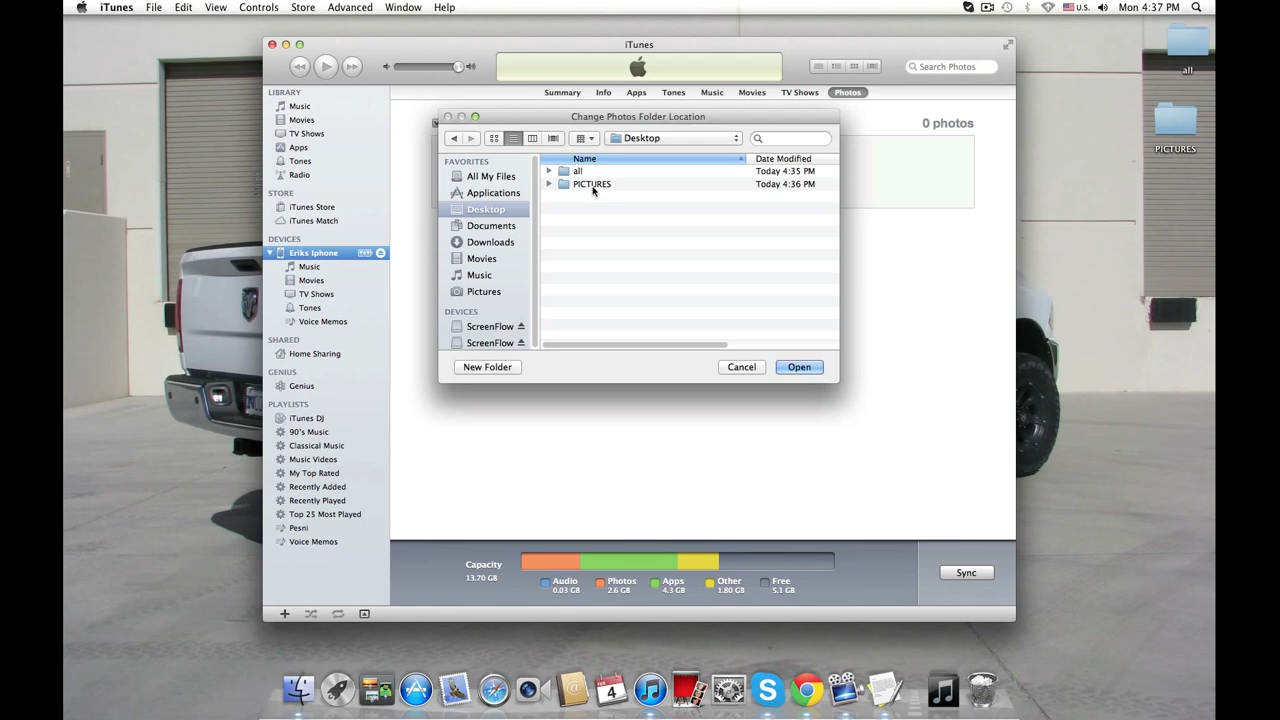 iTunes File Edit View Controls Store Advanced Window Help U.S. Mon 4:37 PM
all
PICTURES
iTunes
Search Photos
Summary Info Apps Tones Music Movies TV Shows Photos
LIBRARY
Music
Movies
TV Shows
Apps
Tones
Radio
STORE
iTunes Store
iTunes Match
DEVICES
Eriks Iphone
Music
Movies
TV Shows
Tones
Voice Memos
SHARED
Home Sharing
GENIUS
Genius
PLAYLISTS
iTunes DJ
90's Music
Classical Music
Music Videos
My Top Rated
Recently Added
Recently Played
Top 25 Most Played
Pesni
Voice Memos
0 photos
Change Photos Folder Location
Desktop
FAVORITES
All My Files
Applications
Desktop
Documents
Downloads
Movies
Music
Pictures
DEVICES
ScreenFlow
ScreenFlow
Name Date Modified
all Today 4:35 PM
PICTURES Today 4:36 PM
New Folder Cancel Open
Capacity
13.70 GB
Audio Photos Apps Other Free
0.03 GB 2.6 GB 4.3 GB 1.80 GB 5.1 GB
Sync
FEB
4